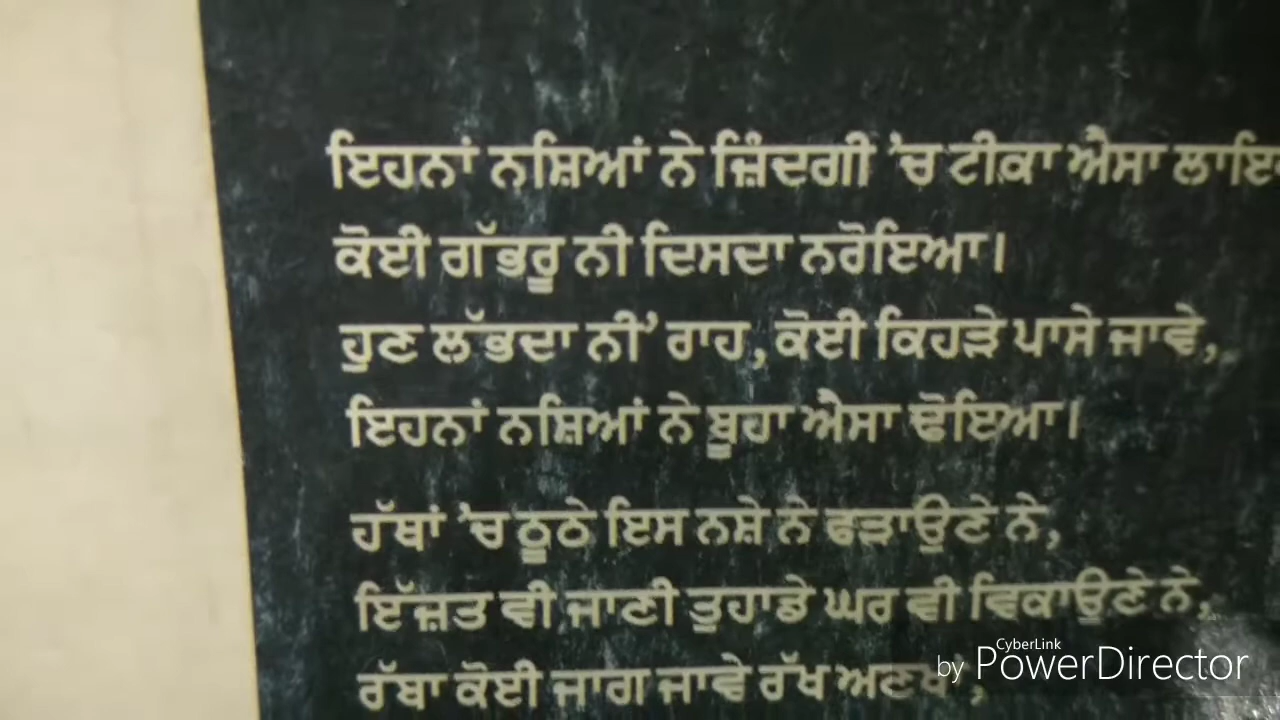 ਇਹਨਾਂ ਨਸ਼ਿਆਂ ਨੇ ਜ਼ਿੰਦਗੀ 'ਚ ਟੀਕਾ ਐਸਾ
ਕੋਈ ਗੱਭਰੂ ਨੀ ਦਿਸਦਾ ਨਰੋਇਆ।
ਹੁਣ ਲੱਭਦਾ ਨੀ' ਰਾਹ, ਕੋਈ ਕਿਹੜੇ ਪਾਸੇ ਜਾਵੇ,
ਇਹਨਾਂ ਨਸ਼ਿਆਂ ਨੇ ਬੂਹਾ ਐਸਾ ਢੋਇਆ।
ਹੱਥਾਂ 'ਚ ਠੂਠੇ ਇਸ ਨਸ਼ੇ ਨੇ ਫੜਾਉਣੇ ਨੇ,
ਇੱਜ਼ਤ ਵੀ ਜਾਣੀ ਤੁਹਾਡੇ ਘਰ ਵੀ ਵਿਕਾਉਣੇ ਨੇ,
ਰੱਬਾ ਕੋਈ ਜਾਗ ਜਾਵੇ ਰੱਖ
CyberLink
by PowerDirector